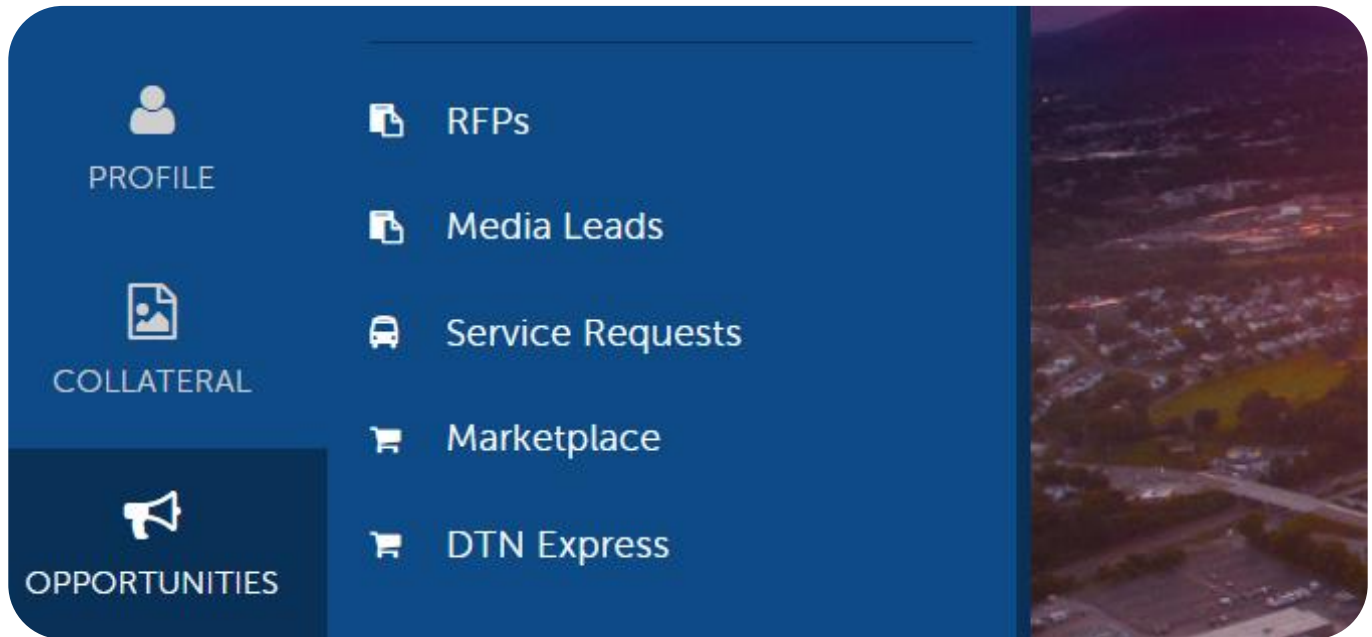 PROFILE
COLLATERAL
OPPORTUNITIES
RFPs
Media Leads
Service Requests
Marketplace
DTN Express